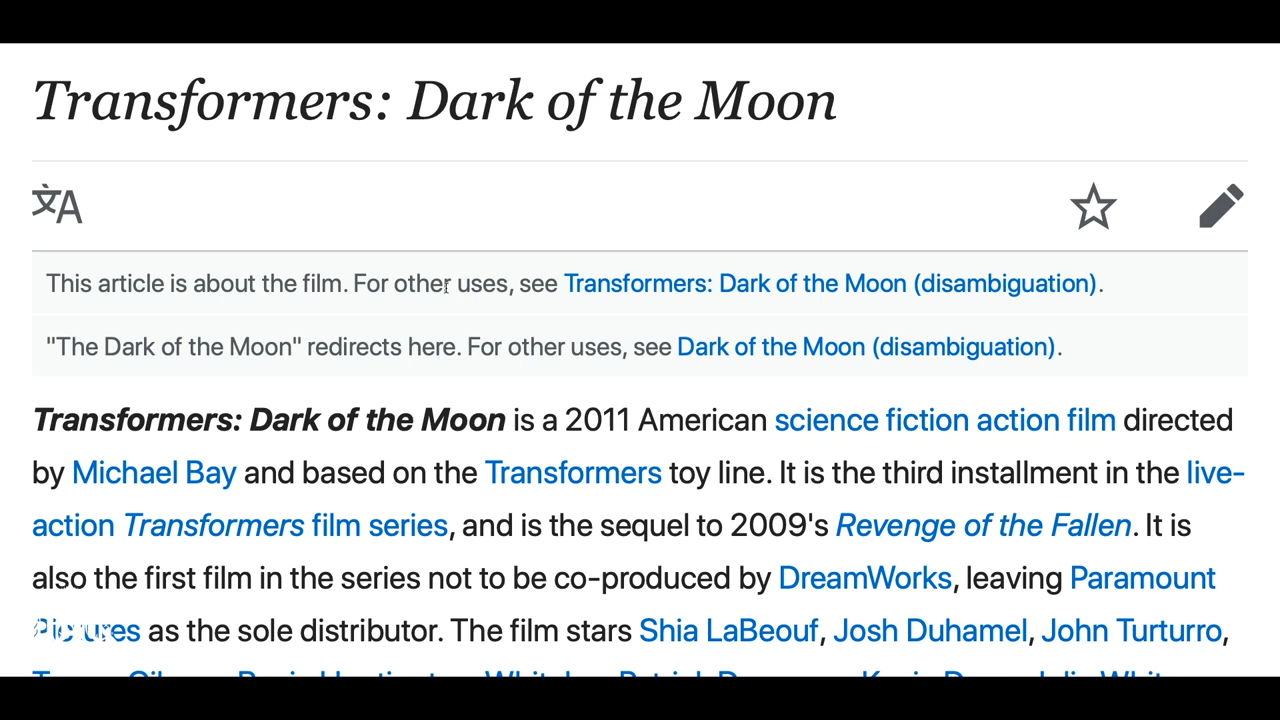 Transformers: Dark of the Moon
This article is about the film. For other uses, see Transformers: Dark of the Moon (disambiguation).
"The Dark of the Moon" redirects here. For other uses, see Dark of the Moon (disambiguation).
Transformers: Dark of the Moon is a 2011 American science fiction action film directed
by Michael Bay and based on the Transformers toy line. It is the third installment in the live-
action Transformers film series, and is the sequel to 2009's Revenge of the Fallen. It is
also the first film in the series not to be co-produced by DreamWorks, leaving Paramount
Pictures as the sole distributor. The film stars Shia LaBeouf, Josh Duhamel, John Turturro,